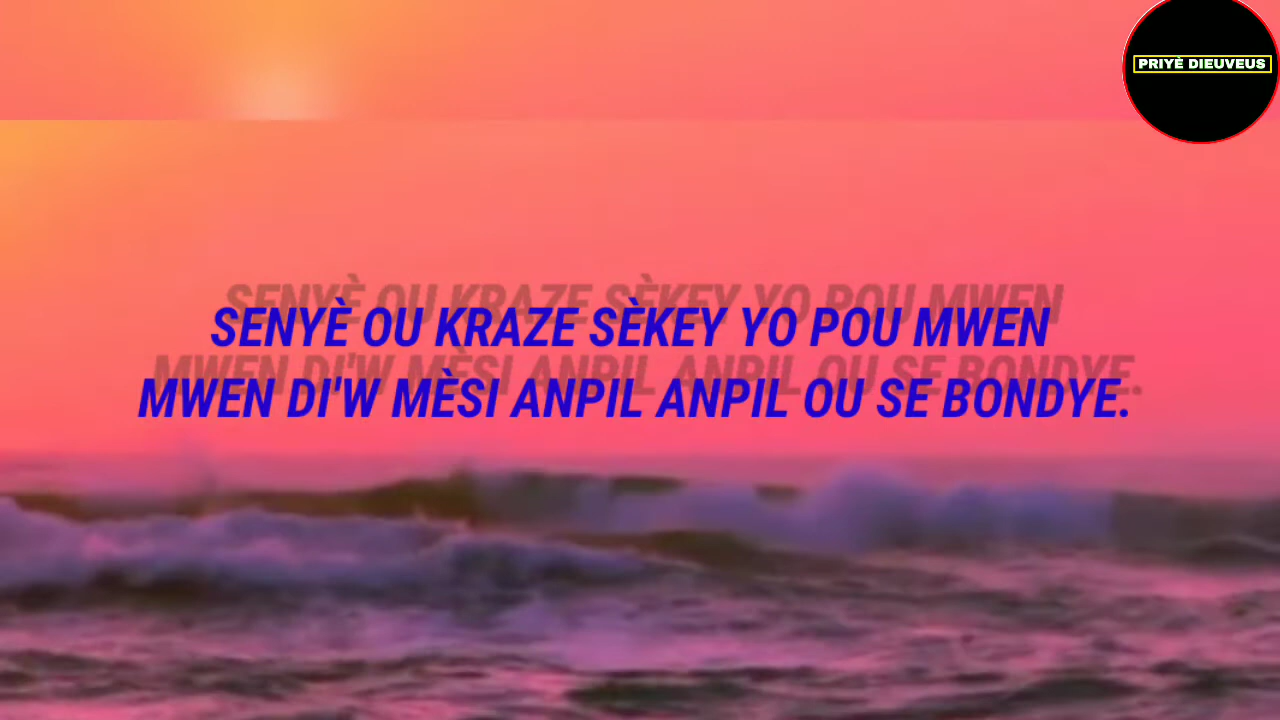 PRIYÈ DIEUVEUS
SENYÈ OU KRAZE SÈKEY YO POU MWEN
MWEN DI'W MÈSI ANPIL ANPIL OU SE BONDYE.